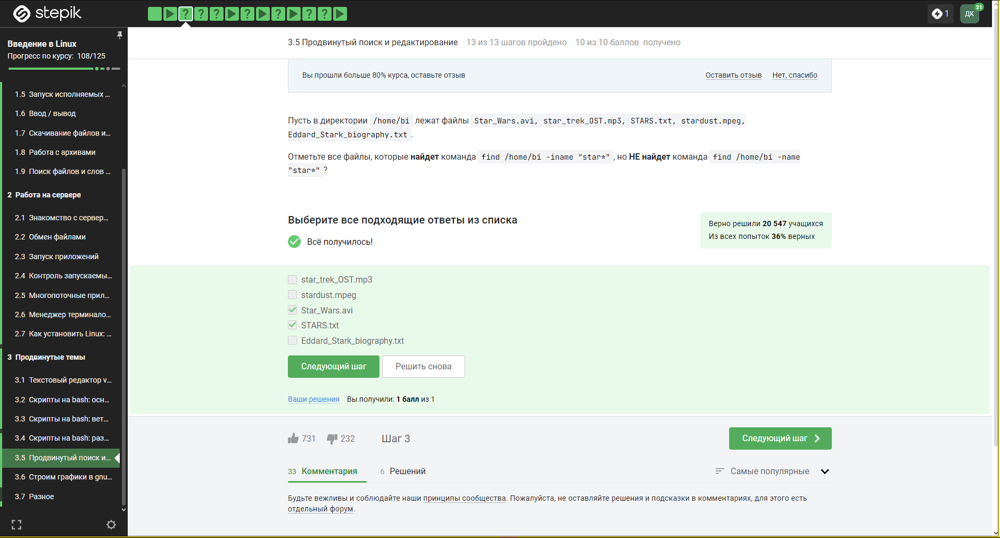 stepik
1
ДК
21
Введение в Linux
Прогресс по курсу: 108/125
1.5 Запуск исполняемых ...
1.6 Ввод / вывод
1.7 Скачивание файлов и...
1.8 Работа с архивами
1.9 Поиск файлов и слов ...
2 Работа на сервере
2.1 Знакомство с сервер...
2.2 Обмен файлами
2.3 Запуск приложений
2.4 Контроль запускаемы...
2.5 Многопоточные прил...
2.6 Менеджер терминало...
2.7 Как установить Linux: ...
3 Продвинутые темы
3.1 Текстовый редактор v...
3.2 Скрипты на bash: осн...
3.3 Скрипты на bash: вет...
3.4 Скрипты на bash: раз...
3.5 Продвинутый поиск и...
3.6 Строим графики в gnu...
3.7 Разное
3.5 Продвинутый поиск и редактирование 13 из 13 шагов пройдено 10 из 10 баллов получено
Вы прошли больше 80% курса, оставьте отзыв Оставить отзыв Нет, спасибо
Пусть в директории /home/bi лежат файлы Star_Wars.avi, star_trek_OST.mp3, STARS.txt, stardust.mpeg,
Eddard_Stark_biography.txt.
Отметьте все файлы, которые найдет команда find /home/bi -iname "star*", но НЕ найдет команда find /home/bi -name
"star*"?
Выберите все подходящие ответы из списка
Всё получилось!
Верно решили 20 547 учащихся
Из всех попыток 36% верных
star_trek_OST.mp3
stardust.mpeg
Star_Wars.avi
STARS.txt
Eddard_Stark_biography.txt
Следующий шаг Решить снова
Ваши решения Вы получили: 1 балл из 1
731 232 Шаг 3 Следующий шаг
33 Комментария 6 Решений Самые популярные
Будьте вежливы и соблюдайте наши принципы сообщества. Пожалуйста, не оставляйте решения и подсказки в комментариях, для этого есть
отдельный форум.